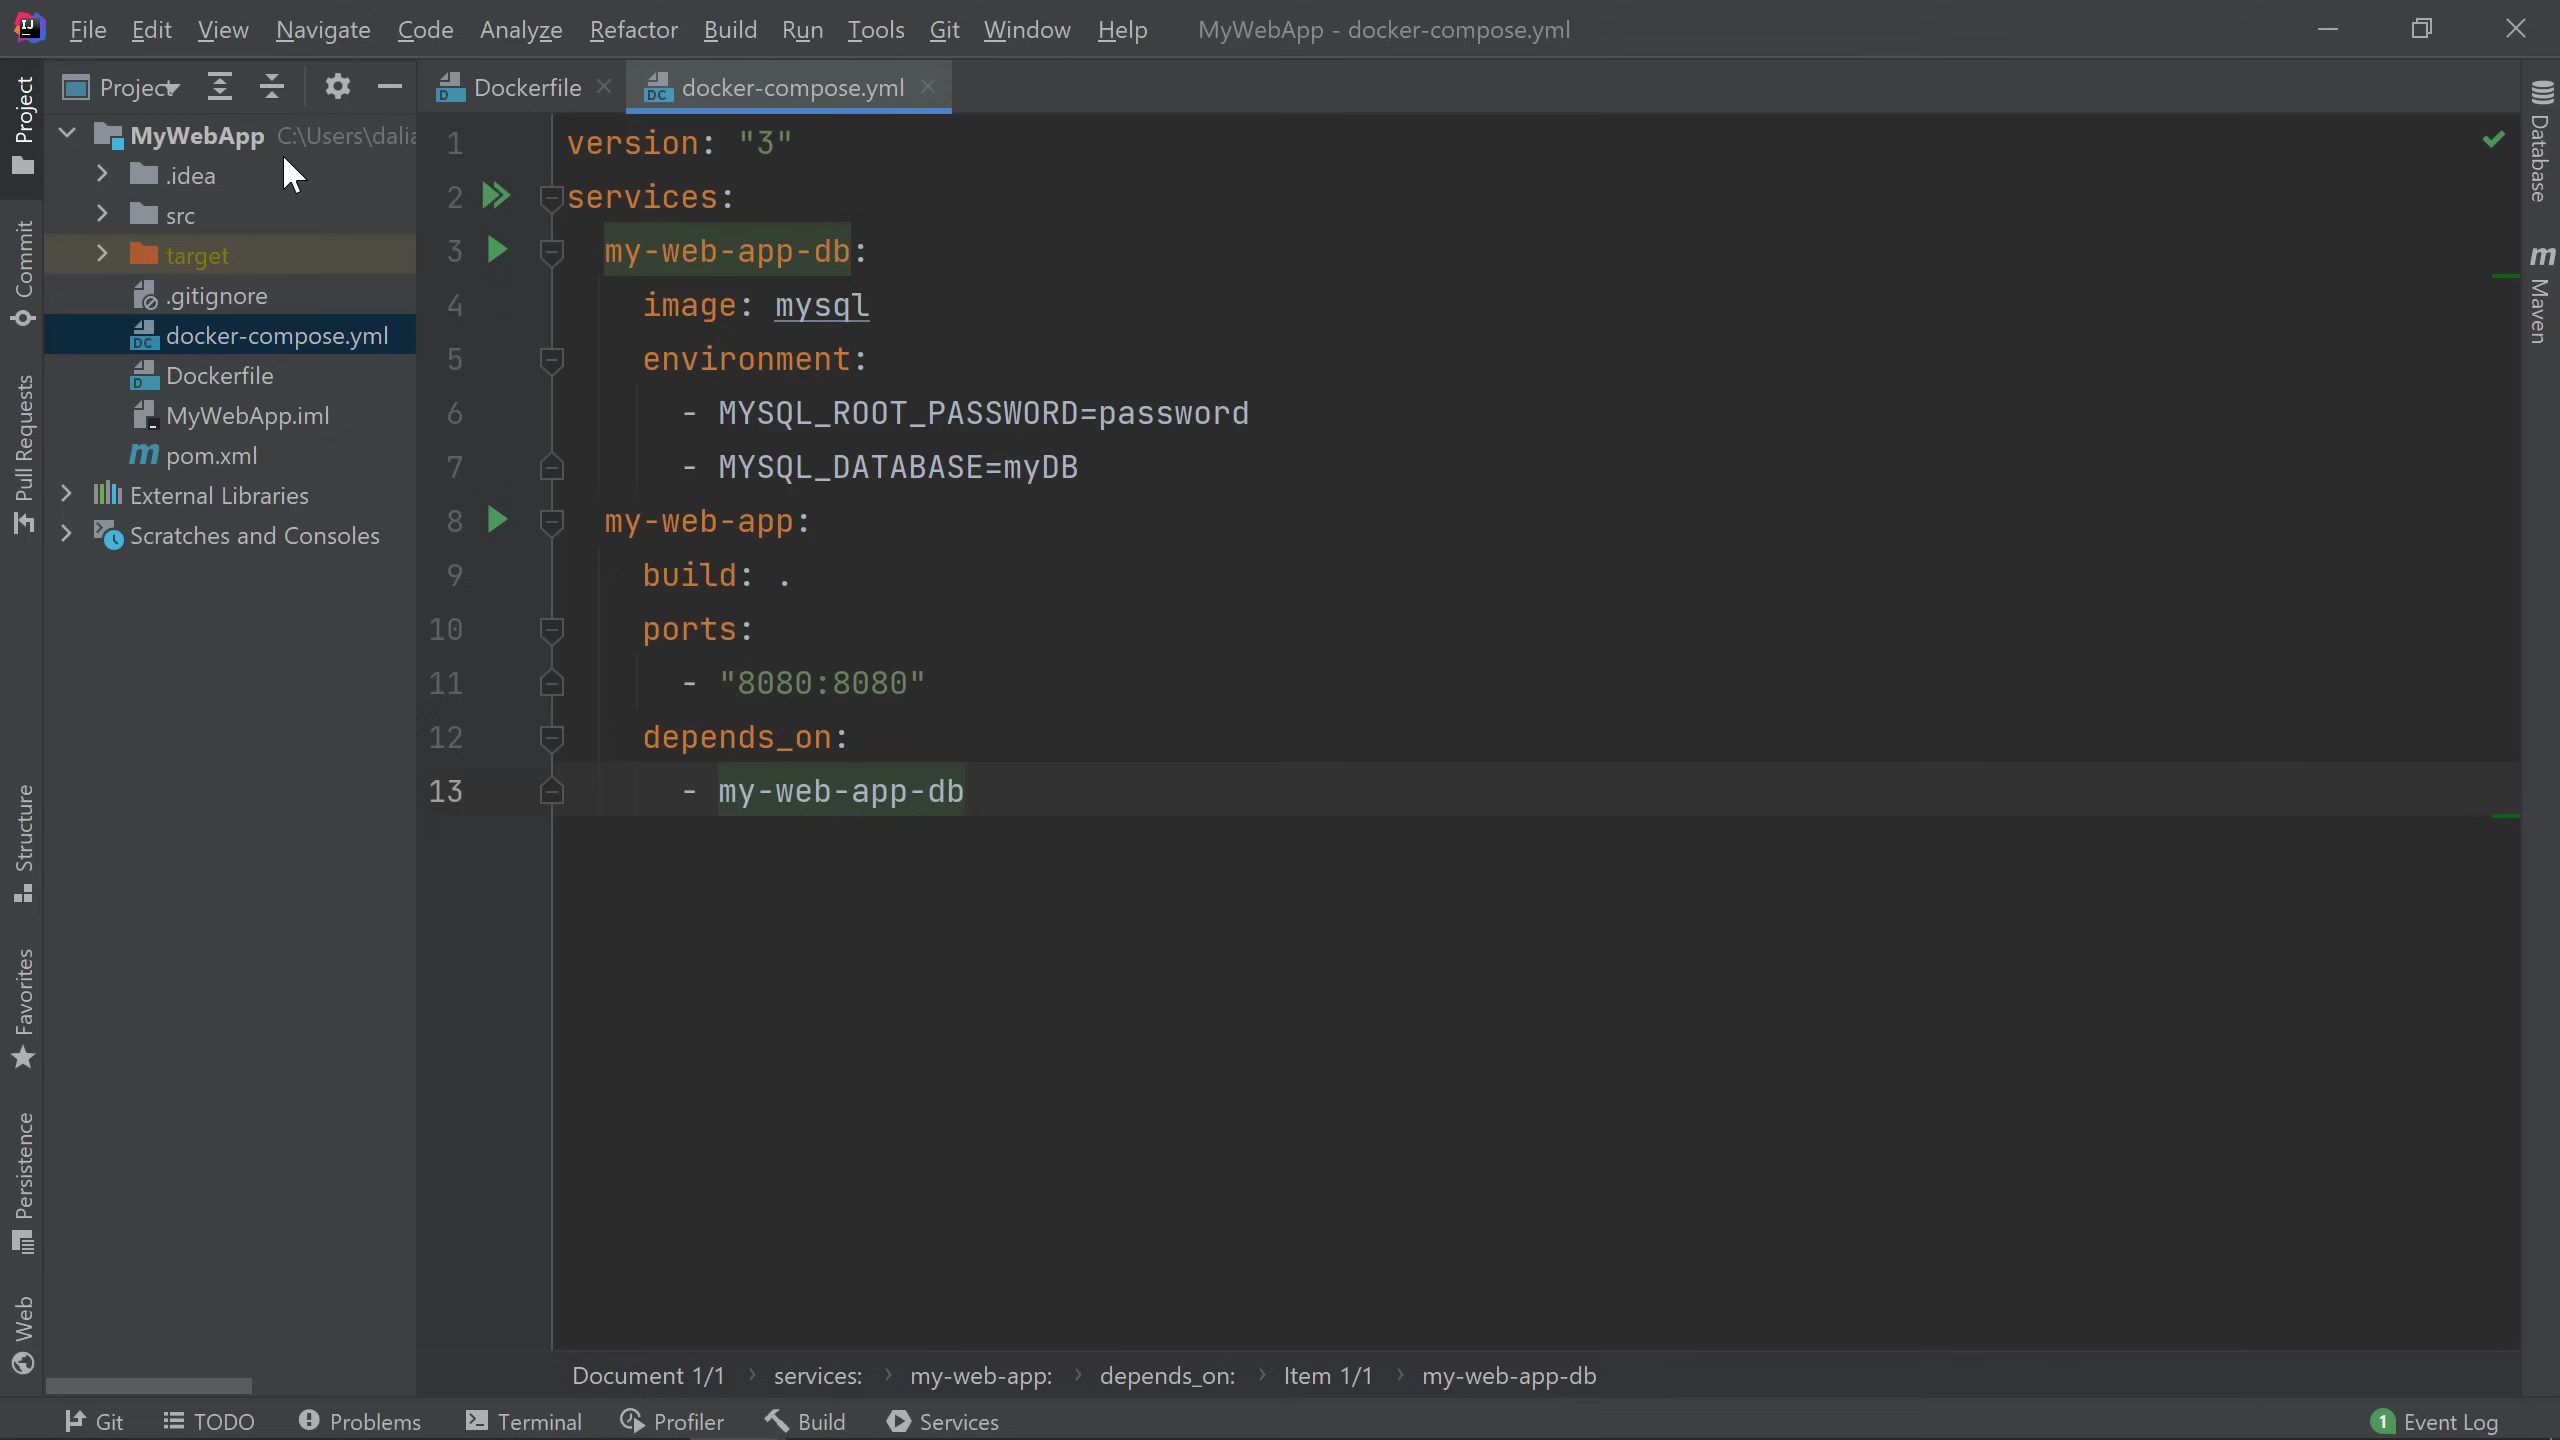 File Edit View Navigate Code Analyze Refactor Build Run Tools Git Window Help MyWebApp - docker-compose.yml
Project
Dockerfile
docker-compose.yml
MyWebApp C:\Users\dalia
.idea
src
target
.gitignore
docker-compose.yml
Dockerfile
MyWebApp.iml
pom.xml
External Libraries
Scratches and Consoles
1 version: "3"
2 services:
3 my-web-app-db:
4 image: mysql
5 environment:
6 - MYSQL_ROOT_PASSWORD=password
7 - MYSQL_DATABASE=myDB
8 my-web-app:
9 build: .
10 ports:
11 - "8080:8080"
12 depends_on:
13 - my-web-app-db
Project
Commit
Pull Requests
Structure
Favorites
Persistence
Web
Database
Maven
Document 1/1 › services: › my-web-app: › depends_on: › Item 1/1 › my-web-app-db
Git TODO Problems Terminal Profiler Build Services 1 Event Log